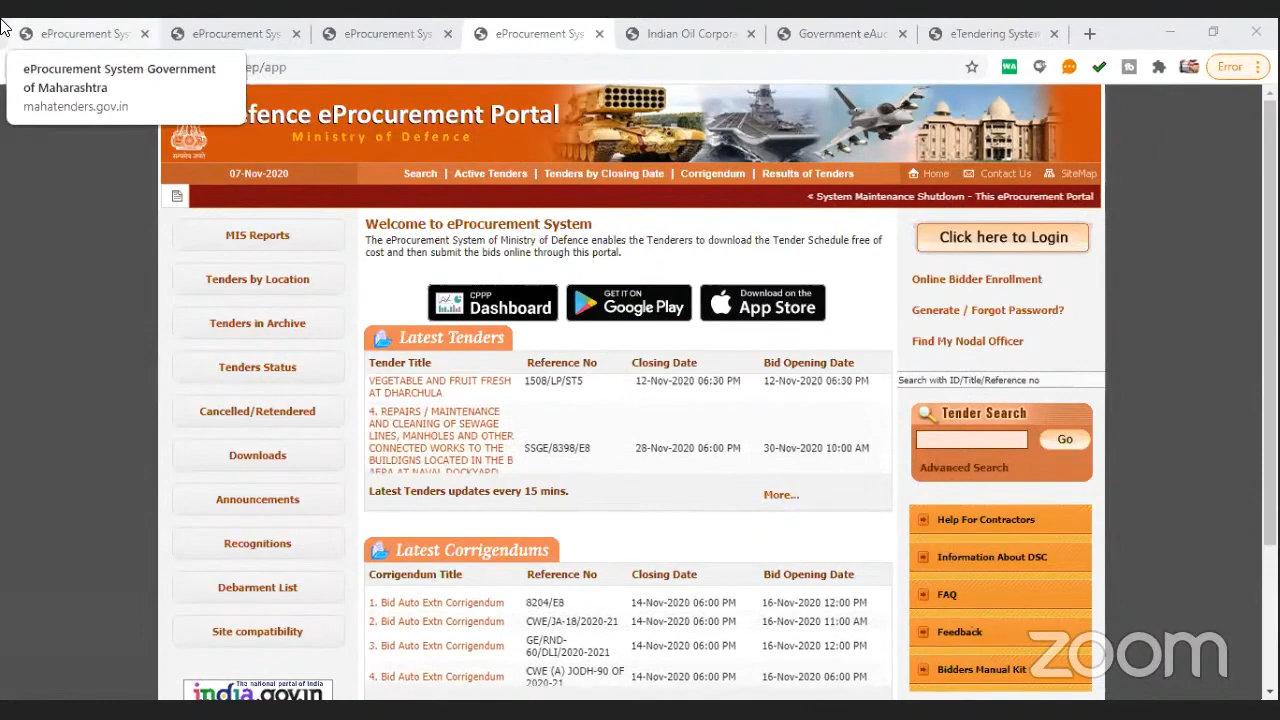 eProcurement Sys
eProcurement Sys
eProcurement Sys
eProcurement Sys
Indian Oil Corpora
Government eAuc
eTendering System
eProcurement System Government
of Maharashtra
mahatenders.gov.in
ep/app
Error
efence eProcurement Portal
Ministry of Defence
07-Nov-2020
Search | Active Tenders | Tenders by Closing Date | Corrigendum | Results of Tenders
Home Contact Us SiteMap
« System Maintenance Shutdown - This eProcurement Portal
MIS Reports
Tenders by Location
Tenders in Archive
Tenders Status
Cancelled/Retendered
Downloads
Announcements
Recognitions
Debarment List
Site compatibility
The national portal of India
india.gov.in
Welcome to eProcurement System
The eProcurement System of Ministry of Defence enables the Tenderers to download the Tender Schedule free of
cost and then submit the bids online through this portal.
CPPP
Dashboard
GET IT ON
Google Play
Download on the
App Store
Latest Tenders
Tender Title Reference No Closing Date Bid Opening Date
VEGETABLE AND FRUIT FRESH
AT DHARCHULA
1508/LP/ST5 12-Nov-2020 06:30 PM 12-Nov-2020 06:30 PM
4. REPAIRS / MAINTENANCE
AND CLEANING OF SEWAGE
LINES, MANHOLES AND OTHER
CONNECTED WORKS TO THE
BUILDIGNS LOCATED IN THE B
AREA AT NAVAL DOCKYARD
SSGE/8398/E8 28-Nov-2020 06:00 PM 30-Nov-2020 10:00 AM
Latest Tenders updates every 15 mins.
More...
Latest Corrigendums
Corrigendum Title Reference No Closing Date Bid Opening Date
1. Bid Auto Extn Corrigendum 8204/E8 14-Nov-2020 06:00 PM 16-Nov-2020 12:00 PM
2. Bid Auto Extn Corrigendum CWE/JA-18/2020-21 14-Nov-2020 06:00 PM 16-Nov-2020 11:00 AM
3. Bid Auto Extn Corrigendum GE/RND-
60/DLI/2020-2021 14-Nov-2020 06:00 PM 16-Nov-2020 12:00 PM
4. Bid Auto Extn Corrigendum CWE (A) JODH-90 OF
2020-21 14-Nov-2020 06:00 PM 16-Nov-2020 06:00 PM
Click here to Login
Online Bidder Enrollment
Generate / Forgot Password?
Find My Nodal Officer
Search with ID/Title/Reference no
Tender Search
Go
Advanced Search
Help For Contractors
Information About DSC
FAQ
Feedback
Bidders Manual Kit
zoom